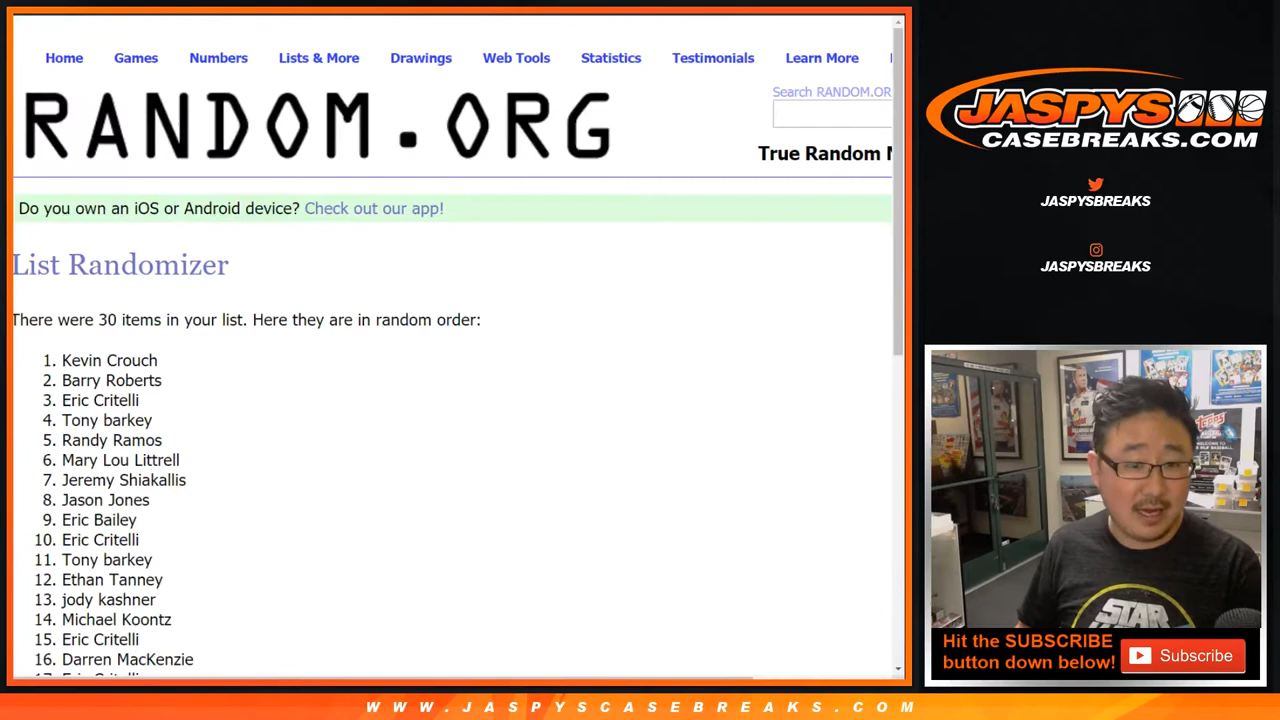 Home Games Numbers Lists & More Drawings Web Tools Statistics Testimonials Learn More
RANDOM.ORG
Search RANDOM.OR
True Random
Do you own an iOS or Android device? Check out our app!
List Randomizer
There were 30 items in your list. Here they are in random order:
1. Kevin Crouch
2. Barry Roberts
3. Eric Critelli
4. Tony barkey
5. Randy Ramos
6. Mary Lou Littrell
7. Jeremy Shiakallis
8. Jason Jones
9. Eric Bailey
10. Eric Critelli
11. Tony barkey
12. Ethan Tanney
13. jody kashner
14. Michael Koontz
15. Eric Critelli
16. Darren MacKenzie
JASPYS
CASEBREAKS.COM
JASPYSBREAKS
JASPYSBREAKS
Topps
STAR
Hit the SUBSCRIBE
button down below!
Subscribe
WWW.JASPYSCASEBREAKS.COM